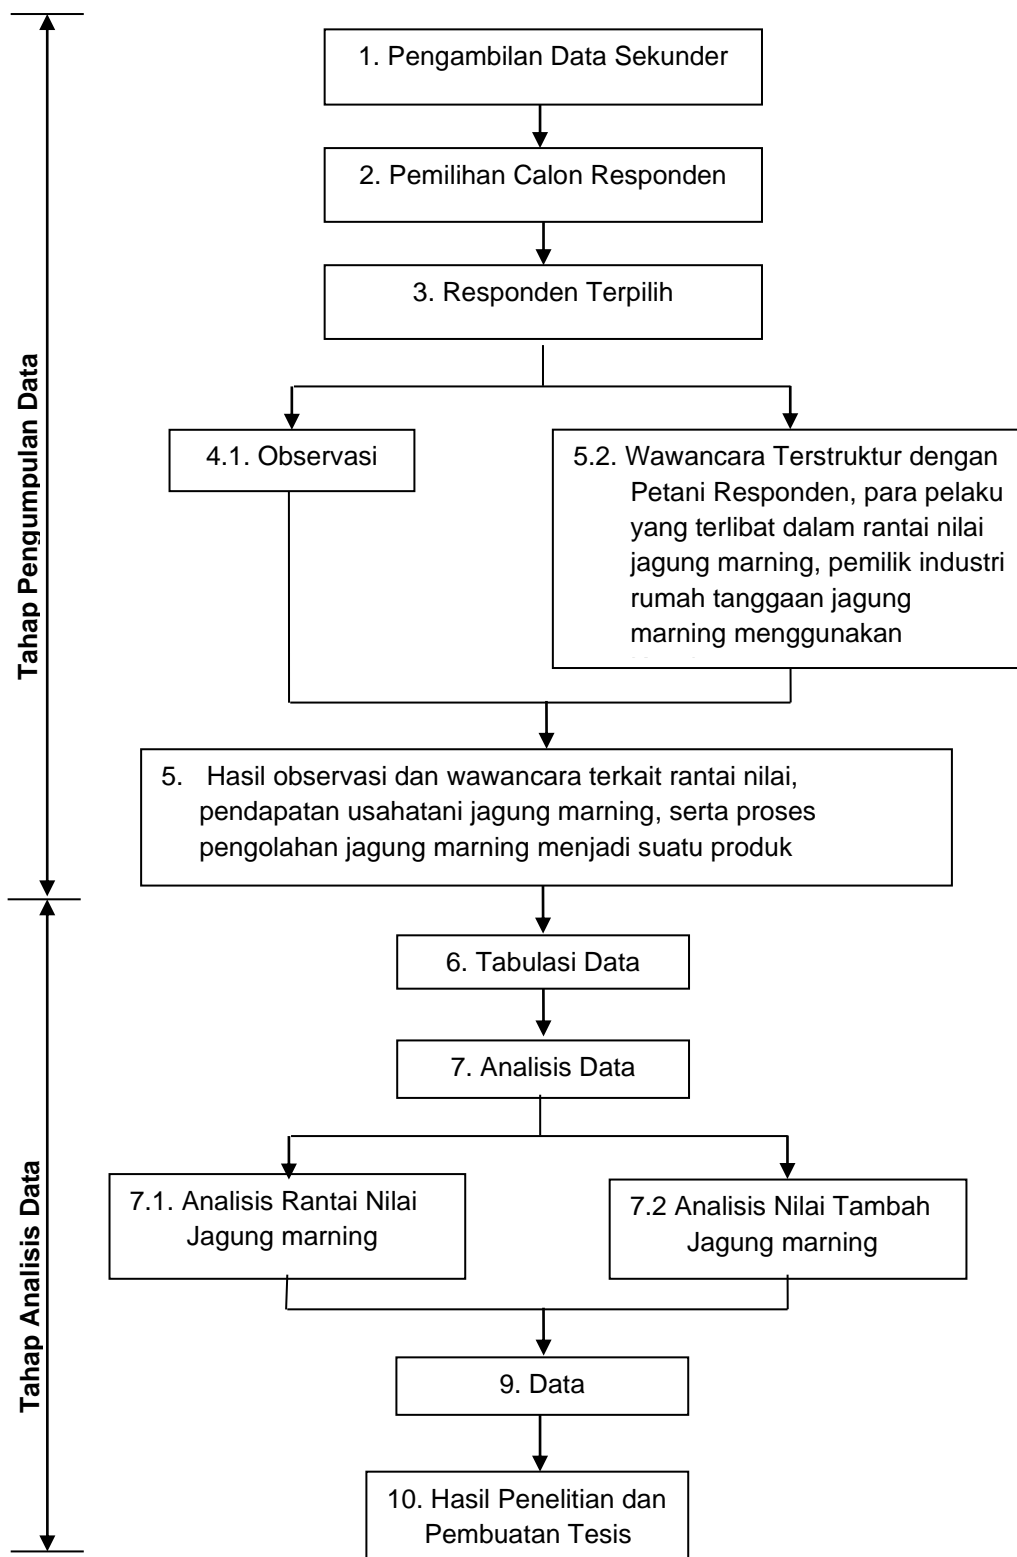 1. Pengambilan Data Sekunder
2. Pemilihan Calon Responden
3. Responden Terpilih
Tahap Pengumpulan Data
4.1. Observasi
5.2. Wawancara Terstruktur dengan
Petani Responden, para pelaku
yang terlibat dalam rantai nilai
jagung marning, pemilik industri
rumah tanggaan jagung
marning menggunakan
5. Hasil observasi dan wawancara terkait rantai nilai,
pendapatan usahatani jagung marning, serta proses
pengolahan jagung marning menjadi suatu produk
6. Tabulasi Data
7. Analisis Data
Tahap Analisis Data
7.1. Analisis Rantai Nilai
Jagung marning
7.2 Analisis Nilai Tambah
Jagung marning
9. Data
10. Hasil Penelitian dan
Pembuatan Tesis